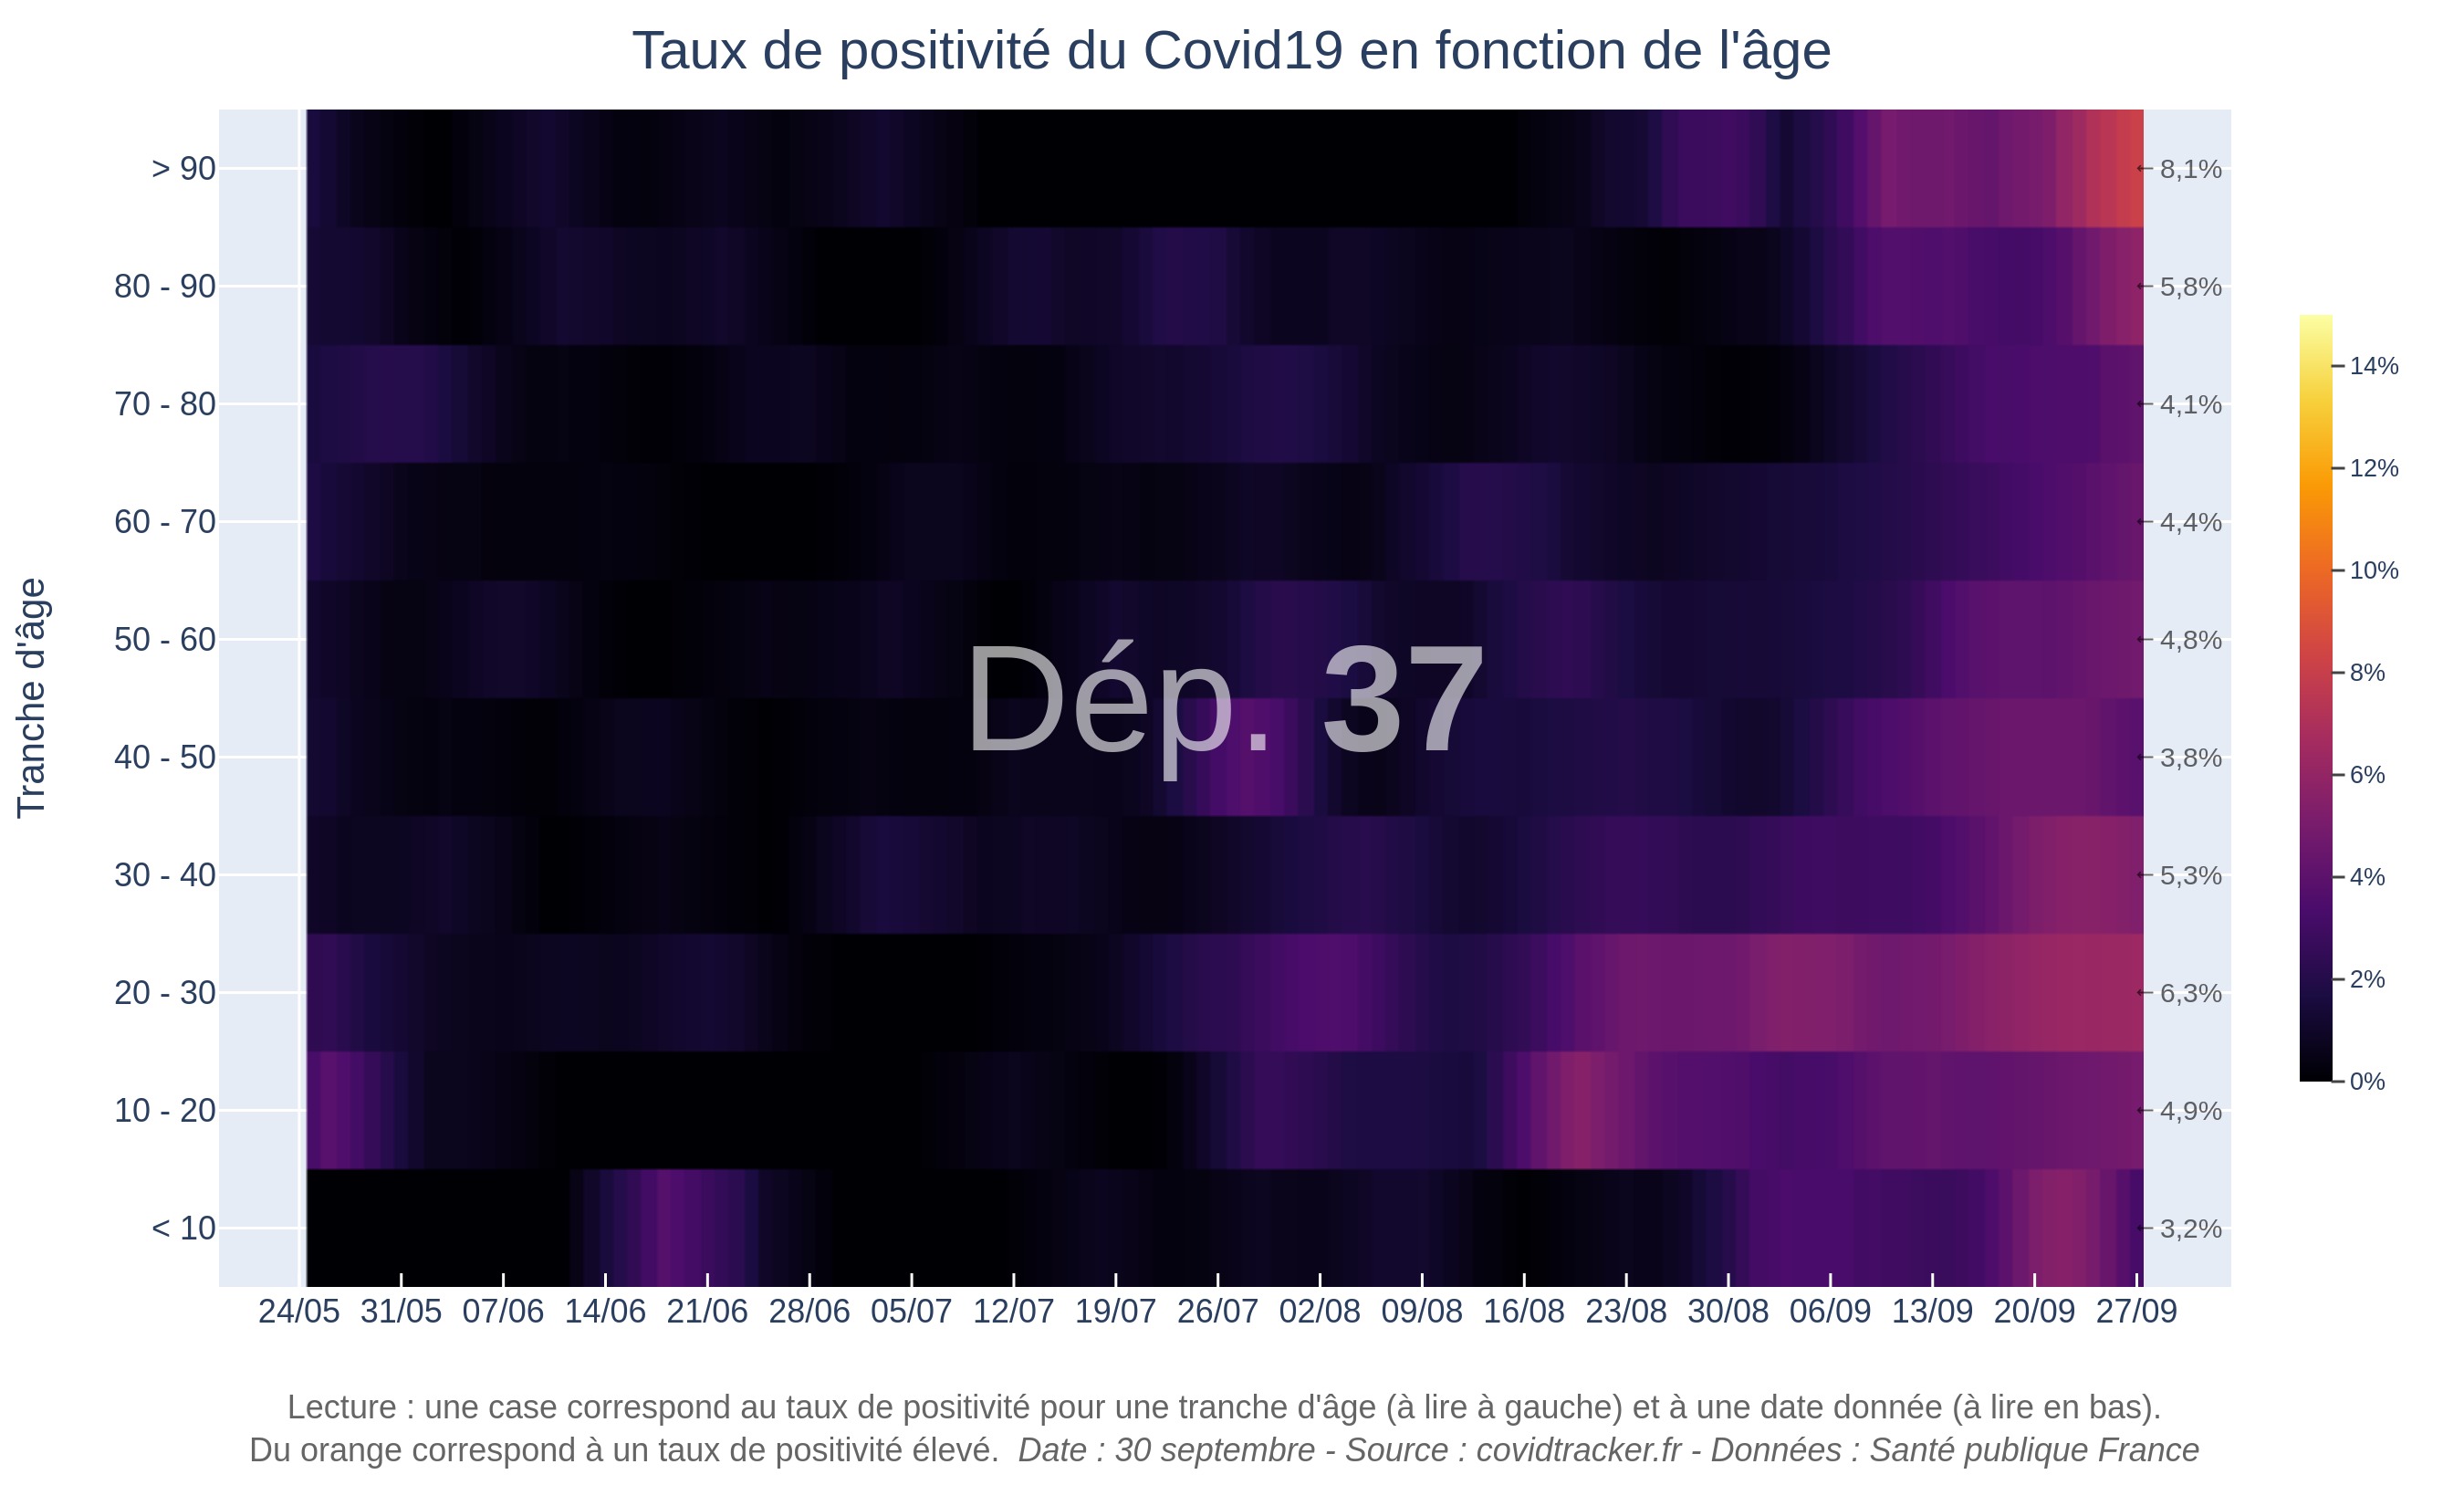 Taux de positivité du Covid19 en fonction de l'âge
Tranche d'âge
> 90
80 - 90
70 - 80
60 - 70
50 - 60
40 - 50
30 - 40
20 - 30
10 - 20
< 10
Dép. 37
8,1%
5,8%
4,1%
4,4%
4,8%
3,8%
5,3%
6,3%
4,9%
3,2%
14%
12%
10%
8%
6%
4%
2%
0%
24/05 31/05 07/06 14/06 21/06 28/06 05/07 12/07 19/07 26/07 02/08 09/08 16/08 23/08 30/08 06/09 13/09 20/09 27/09
Lecture : une case correspond au taux de positivité pour une tranche d'âge (à lire à gauche) et à une date donnée (à lire en bas).
Du orange correspond à un taux de positivité élevé. Date : 30 septembre - Source : covidtracker.fr - Données : Santé publique France